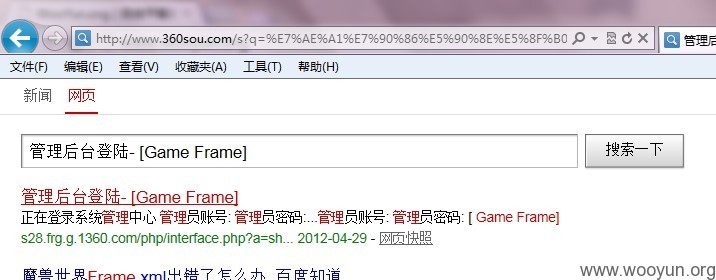 http://www.360sou.com/s?q=%E7%AE%A1%E7%90%86%E5%90%8E%E5%8F%B0
管理后
文件(F) 编辑(E) 查看(V) 收藏夹(A) 工具(T) 帮助(H)
新闻 网页
管理后台登陆- [Game Frame] 搜索一下
管理后台登陆- [Game Frame]
正在登录系统管理中心 管理员账号: 管理员密码:...管理员账号: 管理员密码: [ Game Frame]
s28.frg.g.1360.com/php/interface.php?a=sh... 2012-04-29 - 网页快照
魔兽世界Frame.xml出错了怎么办 百度知道
www.wooyun.org